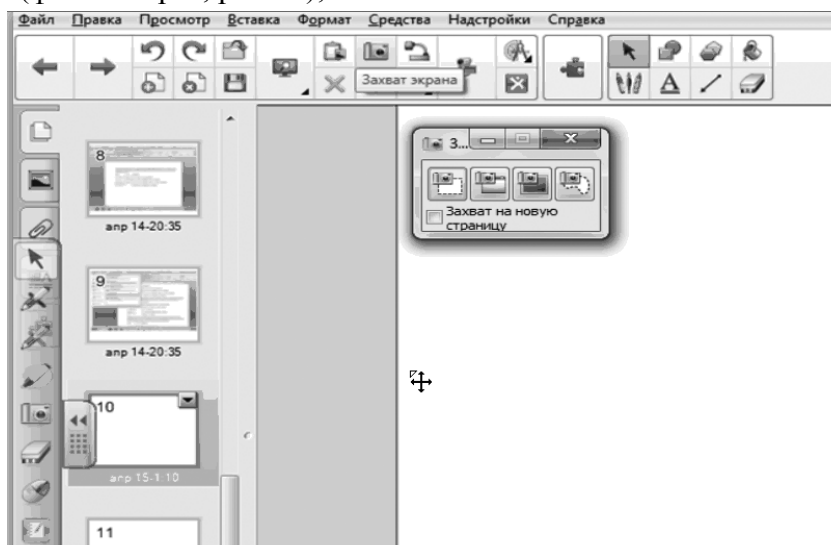 Файл Правка Просмотр Вставка Формат Средства Надстройки Справка
Захват экрана
З...
Захват на новую
страницу
8
апр 14-20:35
9
апр 14-20:35
10
апр 15-1:10
11